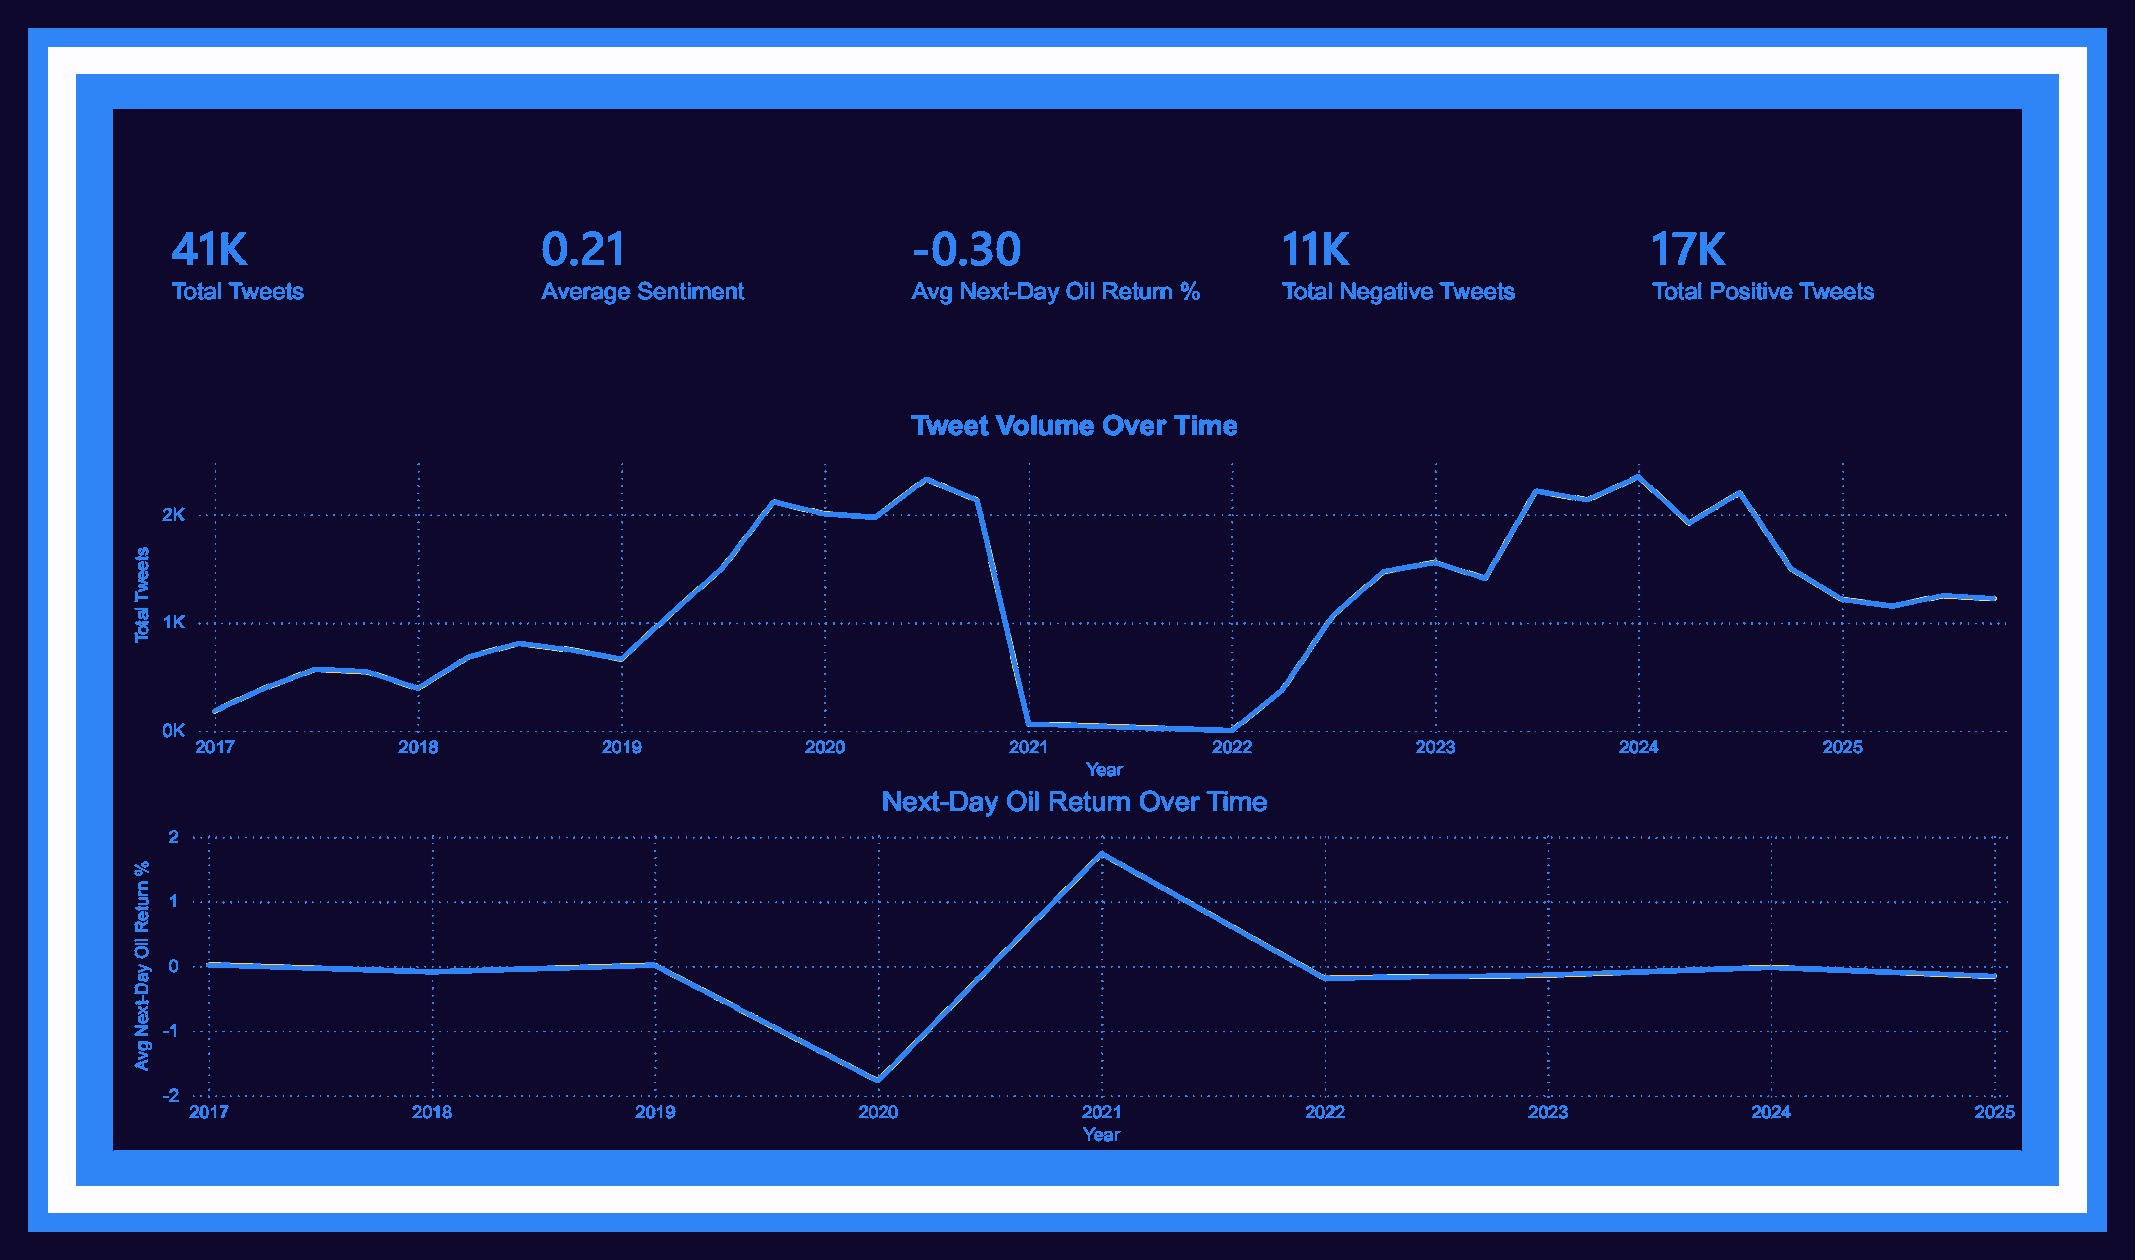 41K
Total Tweets
0.21
Average Sentiment
-0.30
Avg Next-Day Oil Return %
11K
Total Negative Tweets
17K
Total Positive Tweets
Tweet Volume Over Time
Total Tweets
2K
1K
0K
2017 2018 2019 2020 2021 2022 2023 2024 2025
Year
Next-Day Oil Return Over Time
Avg Next-Day Oil Return %
2
1
0
-1
-2
2017 2018 2019 2020 2021 2022 2023 2024 2025
Year